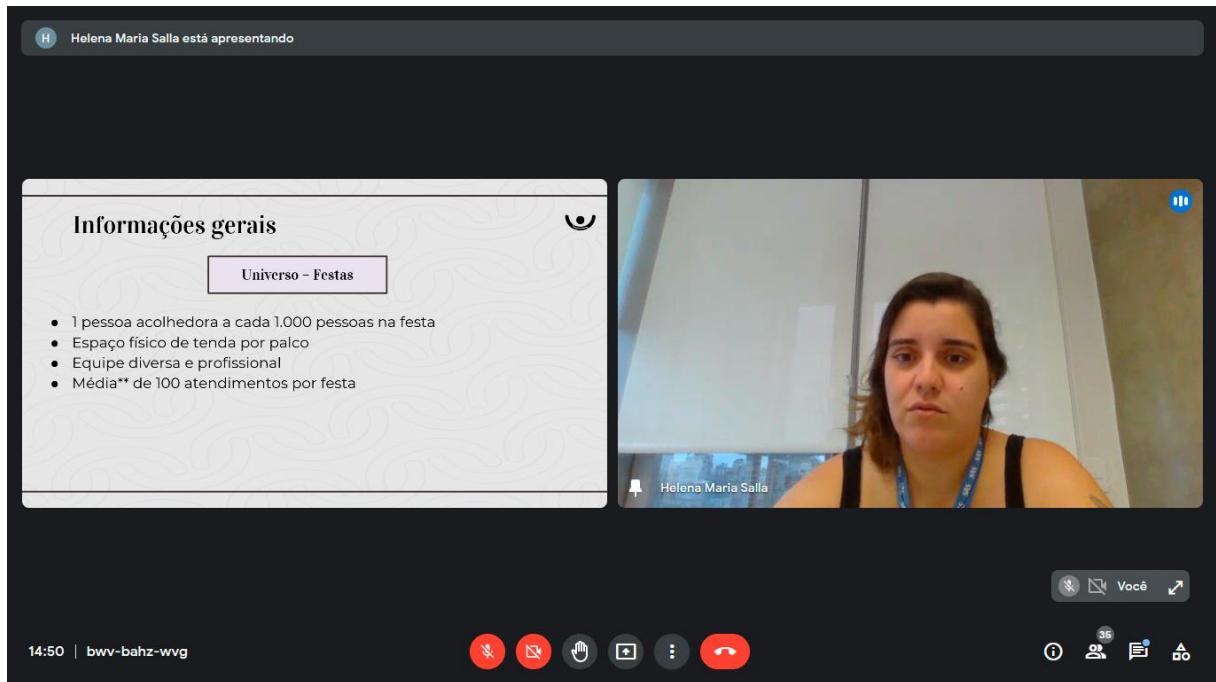 H Helena Maria Salla está apresentando
Informações gerais
Universo – Festas
● 1 pessoa acolhedora a cada 1.000 pessoas na festa
● Espaço físico de tenda por palco
● Equipe diversa e profissional
● Média** de 100 atendimentos por festa
Helena Maria Salla
Você
14:50 | bwv-bahz-wvg
35